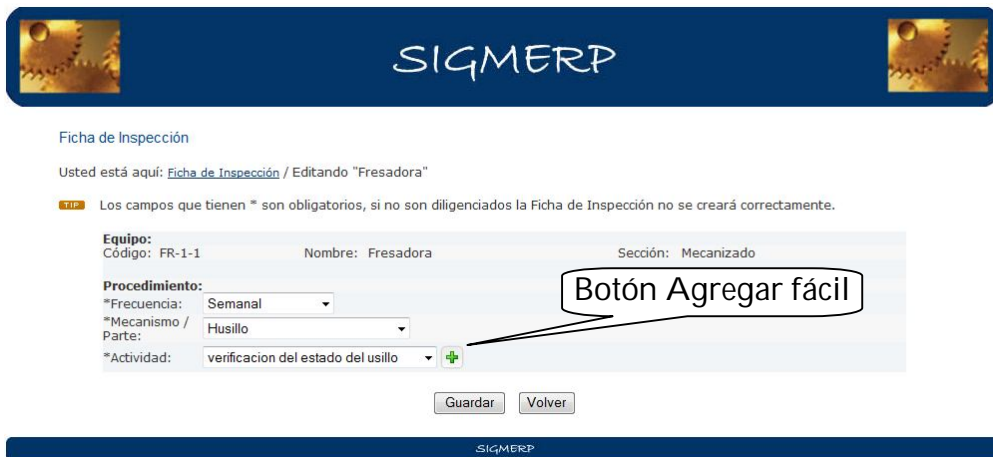 SIGMERP
Ficha de Inspección
Usted está aquí: Ficha de Inspección / Editando "Fresadora"
TIP Los campos que tienen * son obligatorios, si no son diligenciados la Ficha de Inspección no se creará correctamente.
Equipo:
Código: FR-1-1 Nombre: Fresadora Sección: Mecanizado
Procedimiento:
Botón Agregar fácil
*Frecuencia: Semanal
*Mecanismo /
Parte: Husillo
*Actividad: verificacion del estado del usillo
Guardar Volver
SIGMERP